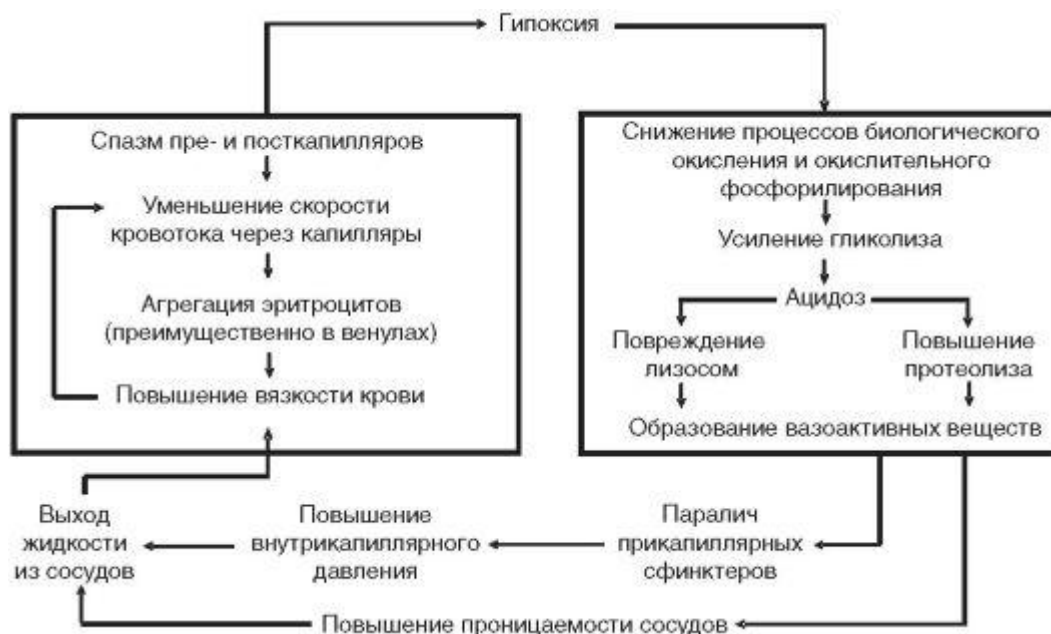 Гипоксия
Спазм пре- и посткапилляров
Уменьшение скорости
кровотока через капилляры
Агрегация эритроцитов
(преимущественно в венулах)
Повышение вязкости крови
Снижение процессов биологического
окисления и окислительного
фосфорилирования
Усиление гликолиза
Ацидоз
Повреждение
лизосом
Повышение
протеолиза
Образование вазоактивных веществ
Выход
жидкости
из сосудов
Повышение
внутрикапиллярного
давления
Паралич
прикапиллярных
сфинктеров
Повышение проницаемости сосудов